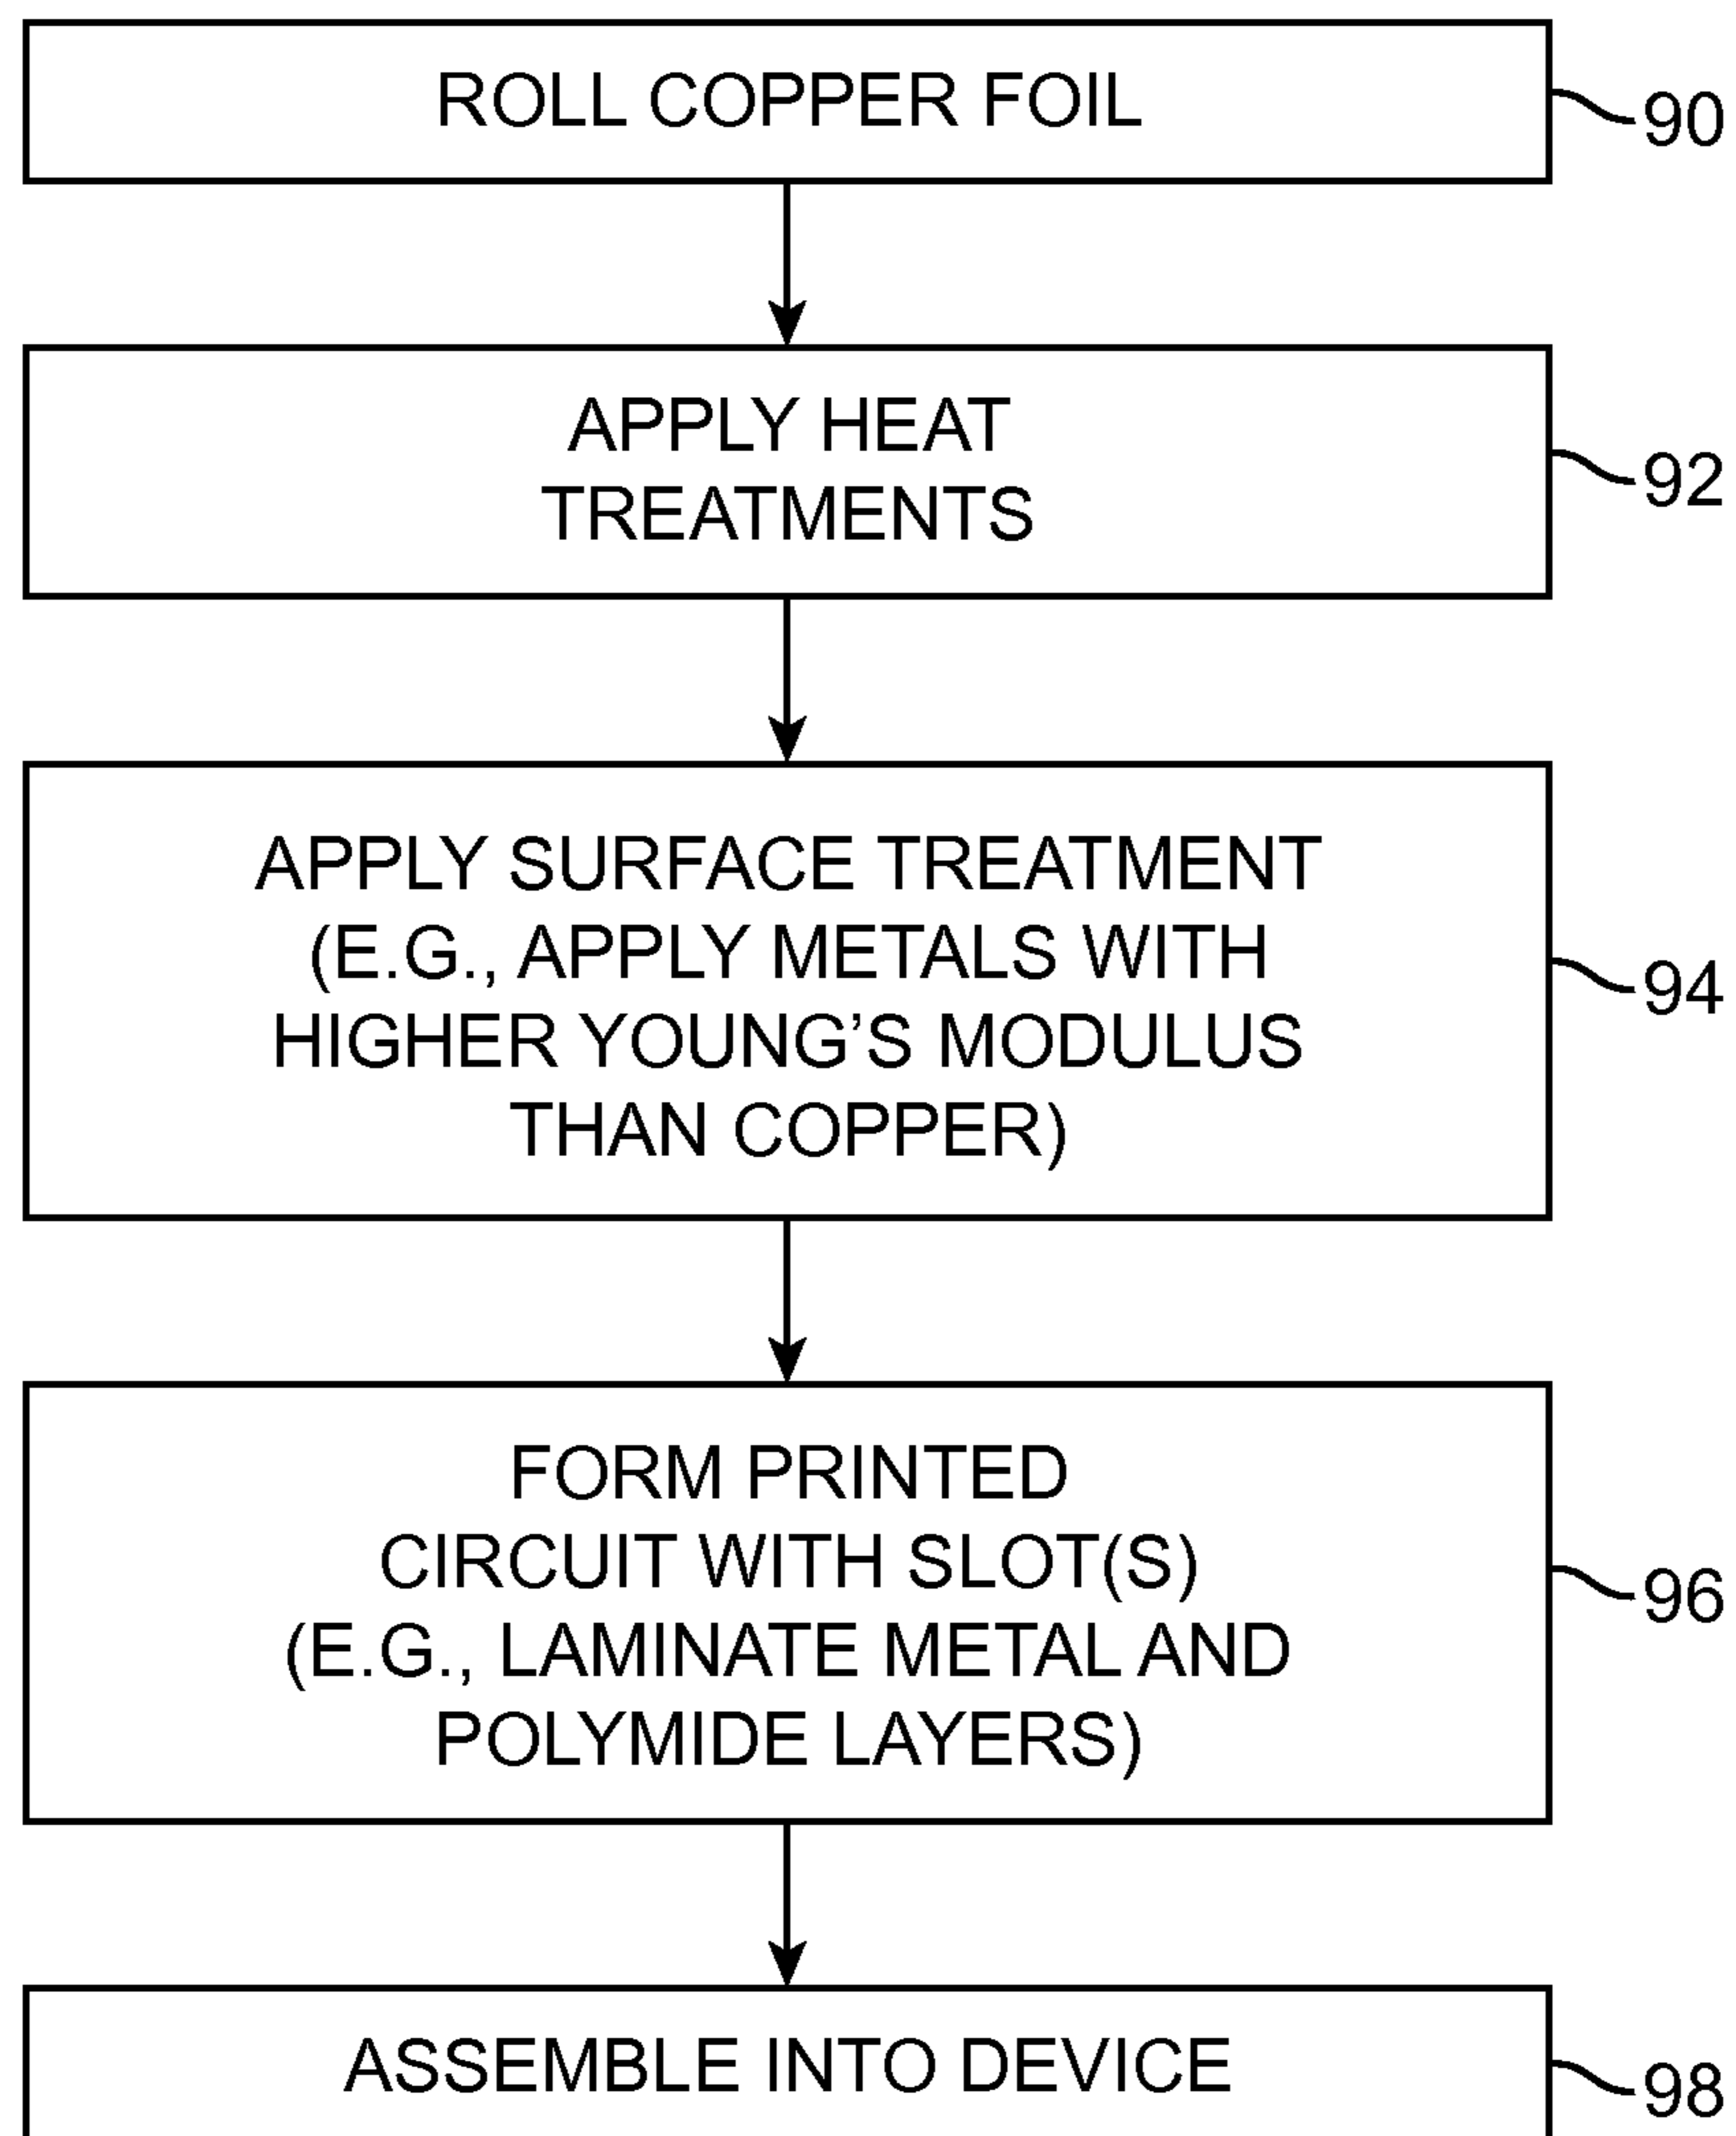 ROLL COPPER FOIL
90
APPLY HEAT
TREATMENTS
92
APPLY SURFACE TREATMENT
(E.G., APPLY METALS WITH
HIGHER YOUNG’S MODULUS
THAN COPPER)
94
FORM PRINTED
CIRCUIT WITH SLOT(S)
(E.G., LAMINATE METAL AND
POLYMIDE LAYERS)
96
ASSEMBLE INTO DEVICE
98